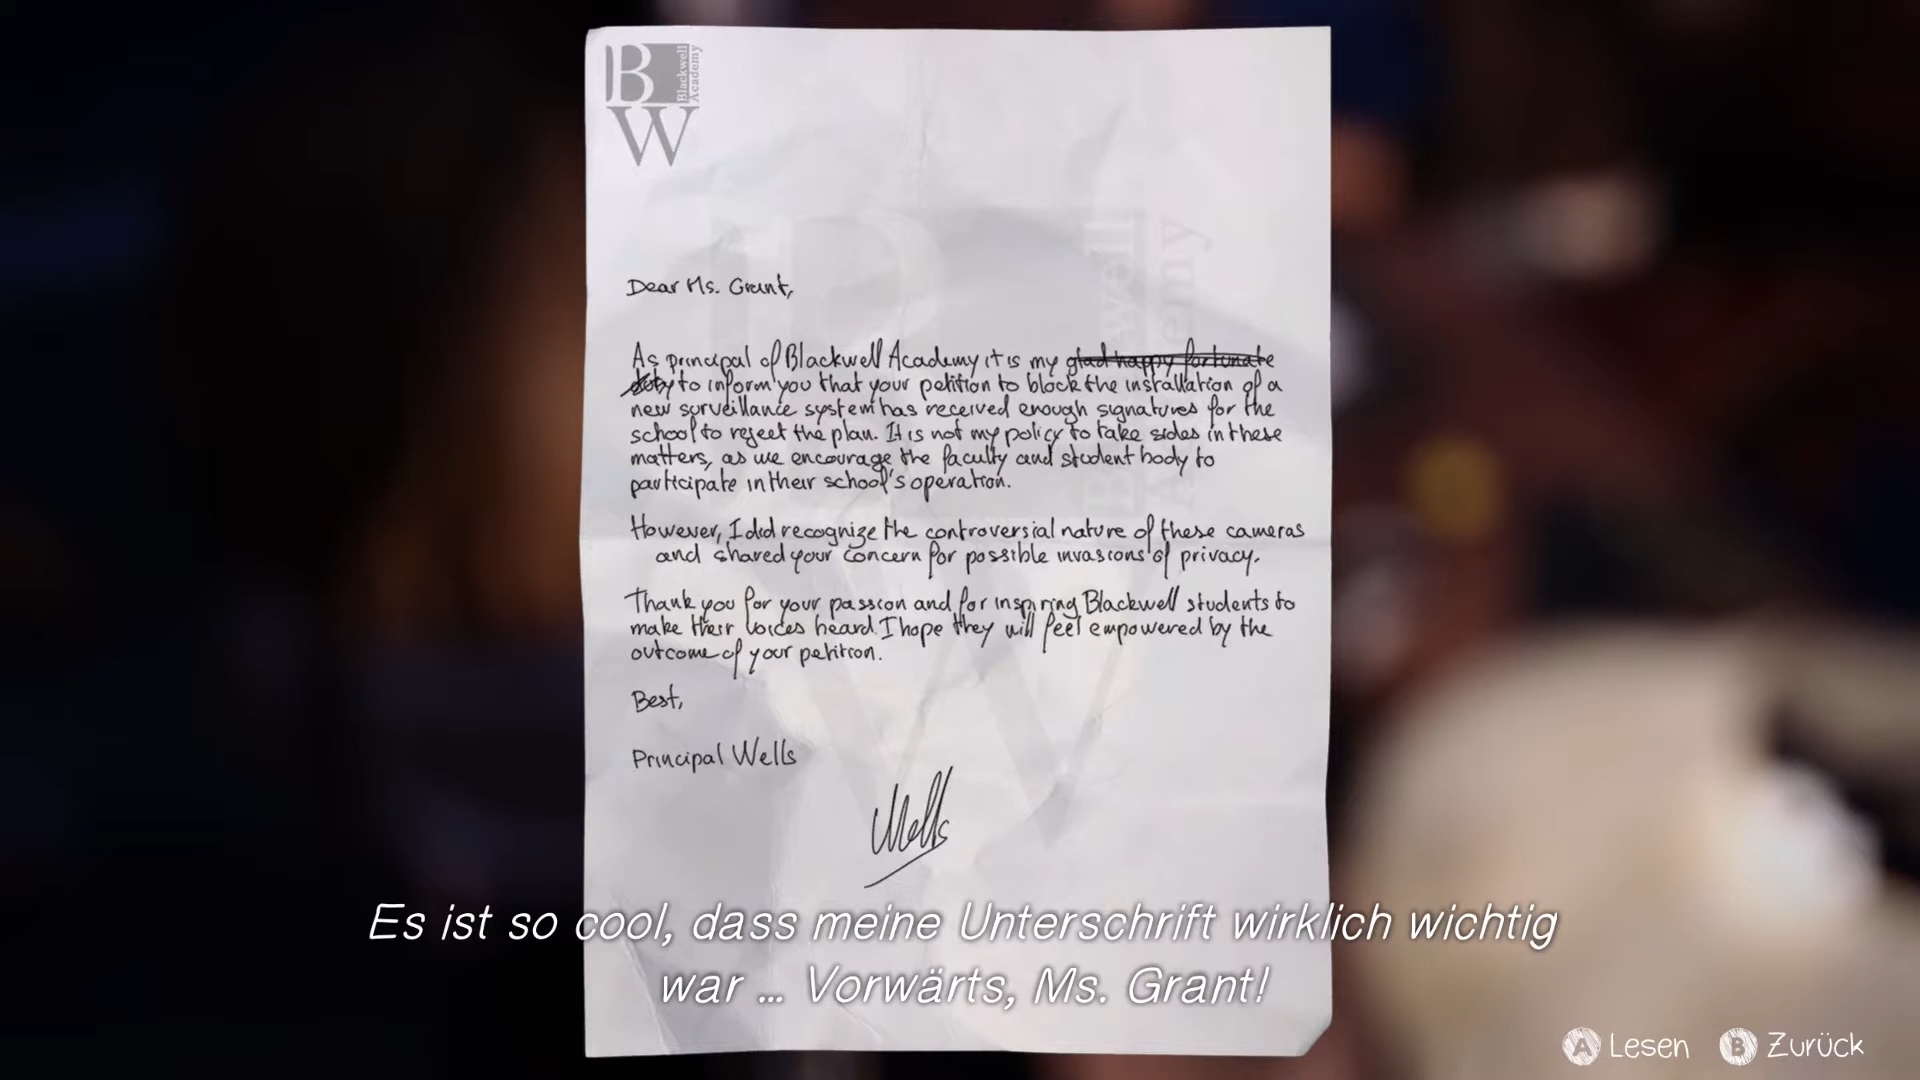 B
Blackwell
Academy
W
Dear Ms. Grant,
As principal of Blackwell Academy it is my glad happy fortunate
duty to inform you that your petition to block the installation of a
new surveillance system has received enough signatures for the
school to reject the plan. It is not my policy to take sides in these
matters, as we encourage the faculty and student body to
participate in their school's operation.
However, I did recognize the controversial nature of these cameras
and shared your concern for possible invasions of privacy.
Thank you for your passion and for inspiring Blackwell students to
make their voices heard. I hope they will feel empowered by the
outcome of your petition.
Best,
Principal Wells
Wells
Es ist so cool, dass meine Unterschrift wirklich wichtig
war ... Vorwärts, Ms. Grant!
A Lesen B Zurück